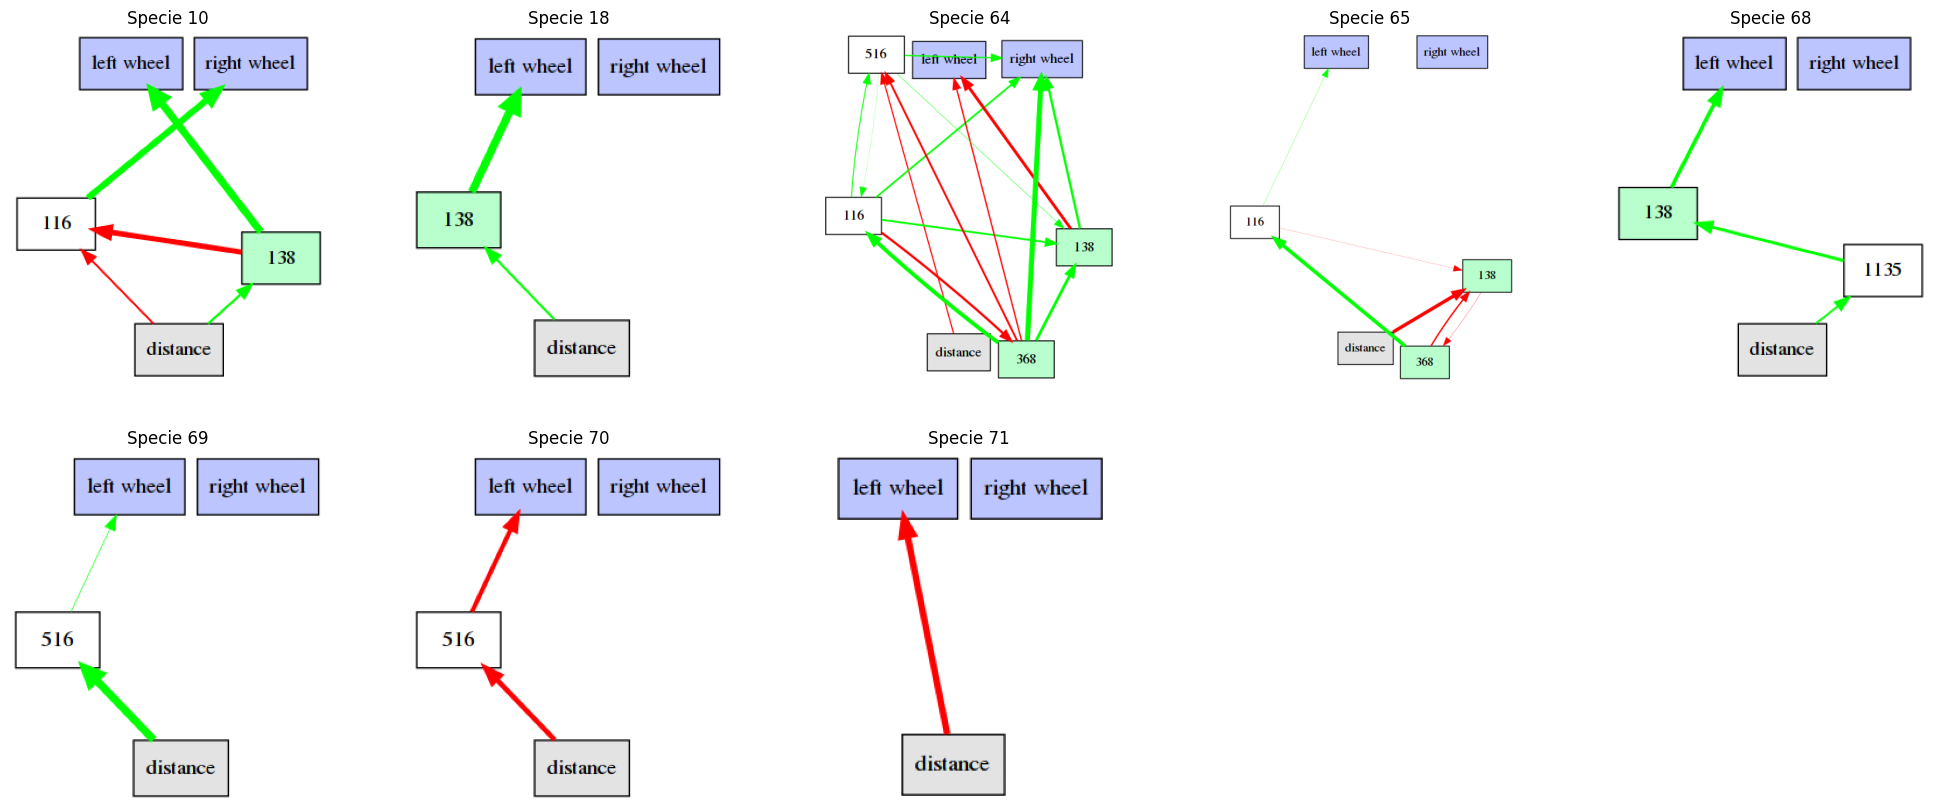 Specie 10
left wheel
right wheel
116
138
distance
Specie 18
left wheel
right wheel
138
distance
Specie 64
516
left wheel
right wheel
116
138
distance
368
Specie 65
left wheel
right wheel
116
138
distance
368
Specie 68
left wheel
right wheel
138
1135
distance
Specie 69
left wheel
right wheel
516
distance
Specie 70
left wheel
right wheel
516
distance
Specie 71
left wheel
right wheel
distance